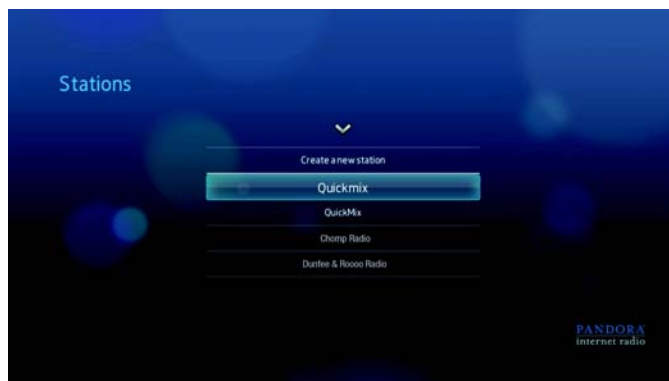 Stations
Create a new station
Quickmix
QuickMix
Chomp Radio
Dunfee & Roooo Radio
PANDORA
internet radio